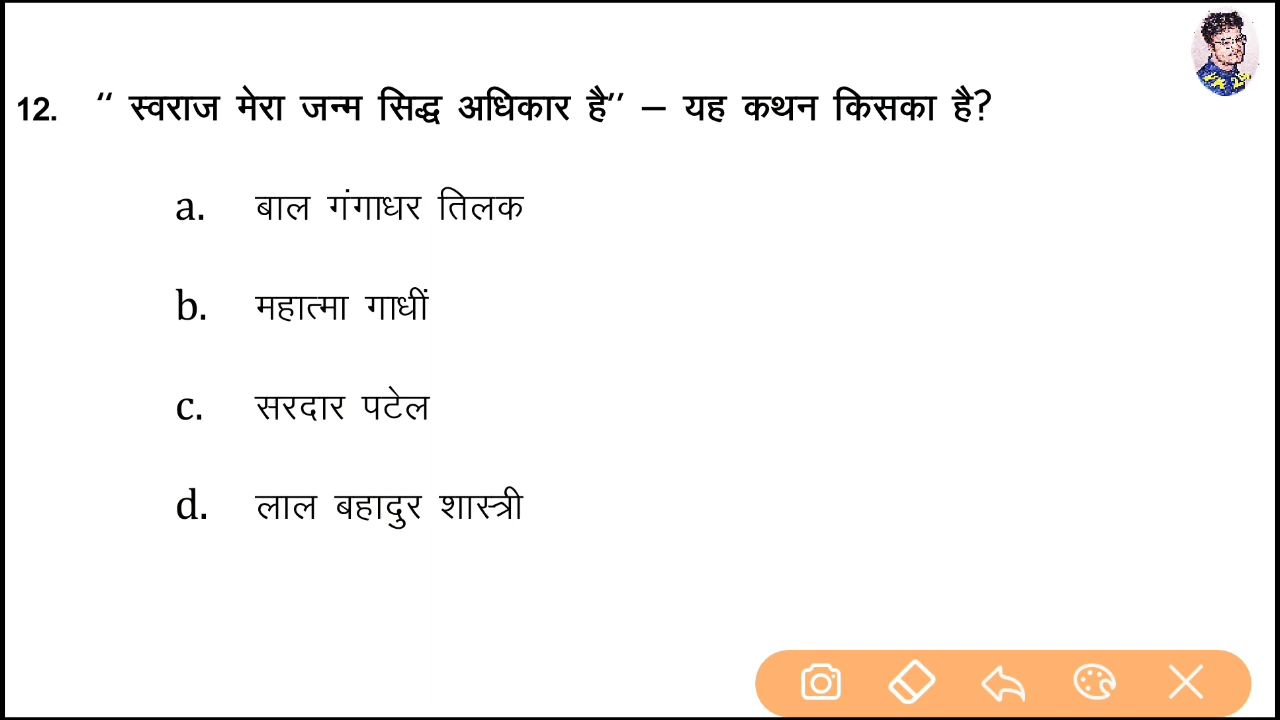 12. “ स्वराज मेरा जन्म सिद्ध अधिकार है” – यह कथन किसका है?
a. बाल गंगाधर तिलक
b. महात्मा गाधीं
c. सरदार पटेल
d. लाल बहादुर शास्त्री